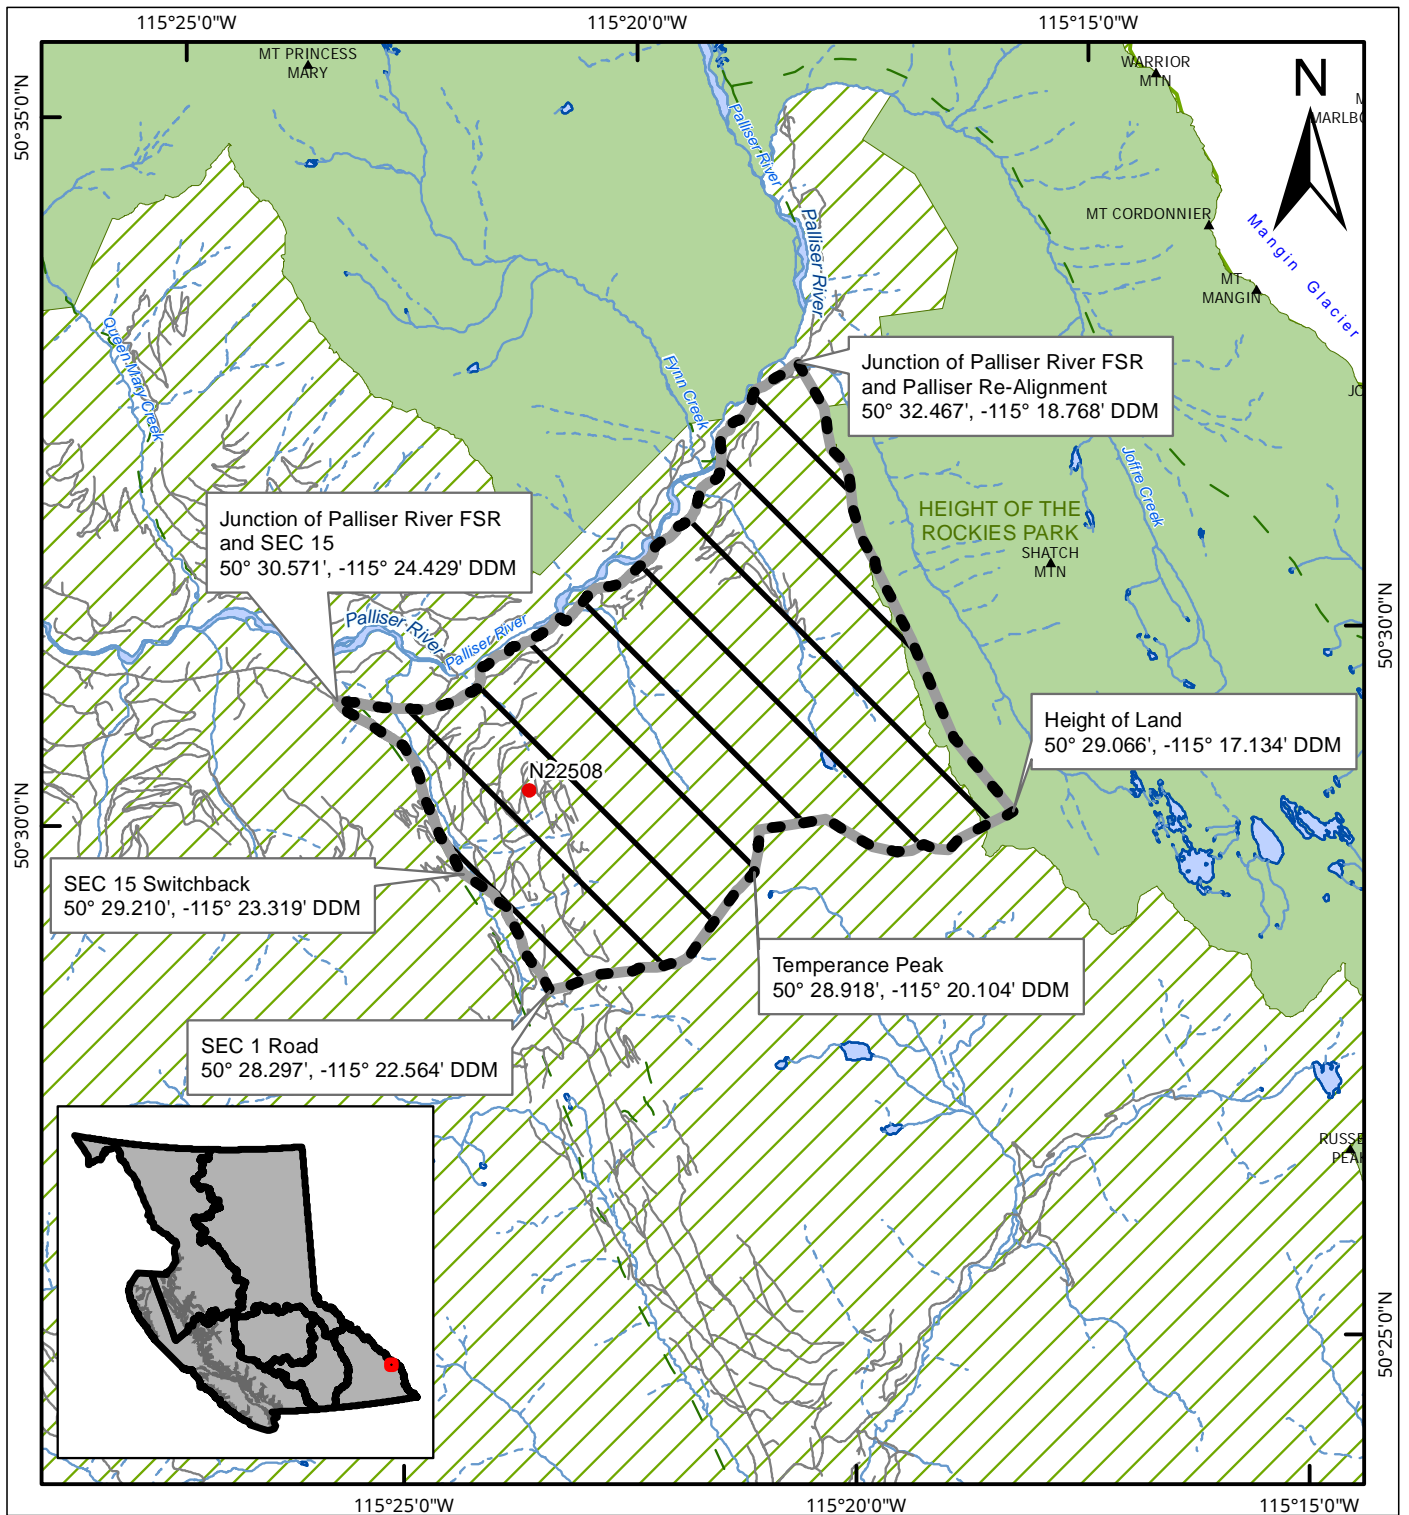 115°25'0"W
115°20'0"W
115°15'0"W
MT PRINCESS
MARY
WARRIOR
MTN
N
50°35'0"N
Palliser River
MT CORDONNIER
Palliser River
Mangin Glacier
MT
MANGIN
Queen Mary Creek
Fynn Creek
Junction of Palliser River FSR
and Palliser Re-Alignment
50° 32.467', -115° 18.768' DDM
Joffre Creek
Junction of Palliser River FSR
and SEC 15
50° 30.571', -115° 24.429' DDM
HEIGHT OF THE
ROCKIES PARK
SHATCH
MTN
50°30'0"N
Palliser River
Palliser River
Height of Land
50° 29.066', -115° 17.134' DDM
N22508
50°30'0"N
SEC 15 Switchback
50° 29.210', -115° 23.319' DDM
Temperance Peak
50° 28.918', -115° 20.104' DDM
SEC 1 Road
50° 28.297', -115° 22.564' DDM
50°25'0"N
115°25'0"W
115°20'0"W
115°15'0"W